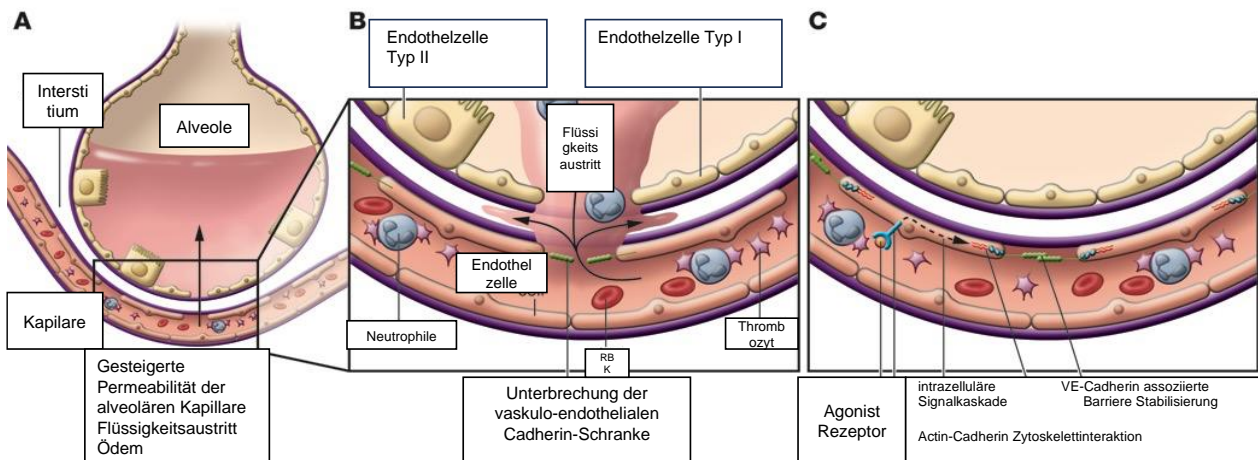 A
Intersti
tium
Alveole
Kapilare
Gesteigerte
Permeabilität der
alveolären Kapillare
Flüssigkeitsaustritt
Ödem
B
Endothelzelle
Typ II
Endothelzelle Typ I
Flüssi
gkeits
austritt
Endothel
zelle
Neutrophile
RB
K
Thromb
ozyt
Unterbrechung der
vaskulo-endothelialen
Cadherin-Schranke
C
Agonist
Rezeptor
intrazelluläre
Signalkaskade
VE-Cadherin assoziierte
Barriere Stabilisierung
Actin-Cadherin Zytoskelettinteraktion